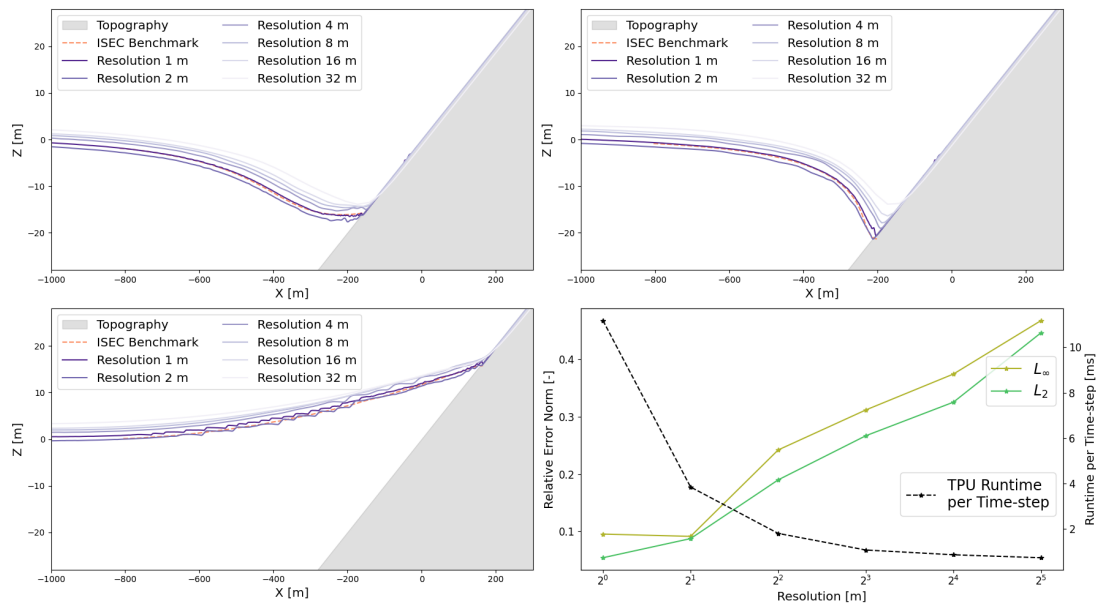 Topography
ISEC Benchmark
Resolution 1 m
Resolution 2 m
Resolution 4 m
Resolution 8 m
Resolution 16 m
Resolution 32 m
20
10
0
−10
−20
Z [m]
−1000
−800
−600
−400
−200
0
200
X [m]
Topography
ISEC Benchmark
Resolution 1 m
Resolution 2 m
Resolution 4 m
Resolution 8 m
Resolution 16 m
Resolution 32 m
20
10
0
−10
−20
Z [m]
−1000
−800
−600
−400
−200
0
200
X [m]
Topography
ISEC Benchmark
Resolution 1 m
Resolution 2 m
Resolution 4 m
Resolution 8 m
Resolution 16 m
Resolution 32 m
20
10
0
−10
−20
Z [m]
−1000
−800
−600
−400
−200
0
200
X [m]
0.4
0.3
0.2
0.1
Relative Error Norm [-]
L∞
L2
TPU Runtime
per Time-step
10
8
6
4
2
Runtime per Time-step [ms]
2⁰
2¹
2²
2³
2⁴
2⁵
Resolution [m]